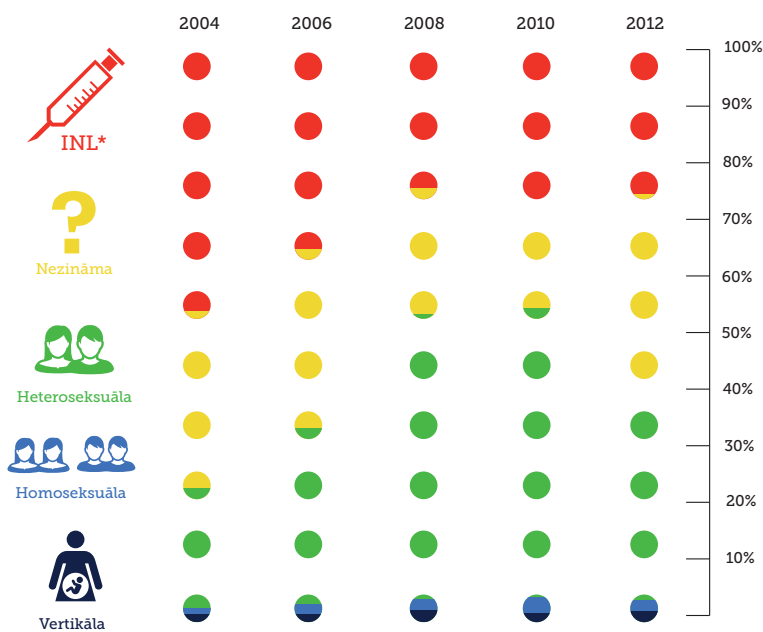 2004 2006 2008 2010 2012
100%
90%
INL*
80%
70%
?
Nezināma
60%
50%
Heteroseksuāla
40%
30%
Homoseksuāla
20%
10%
Vertikāla